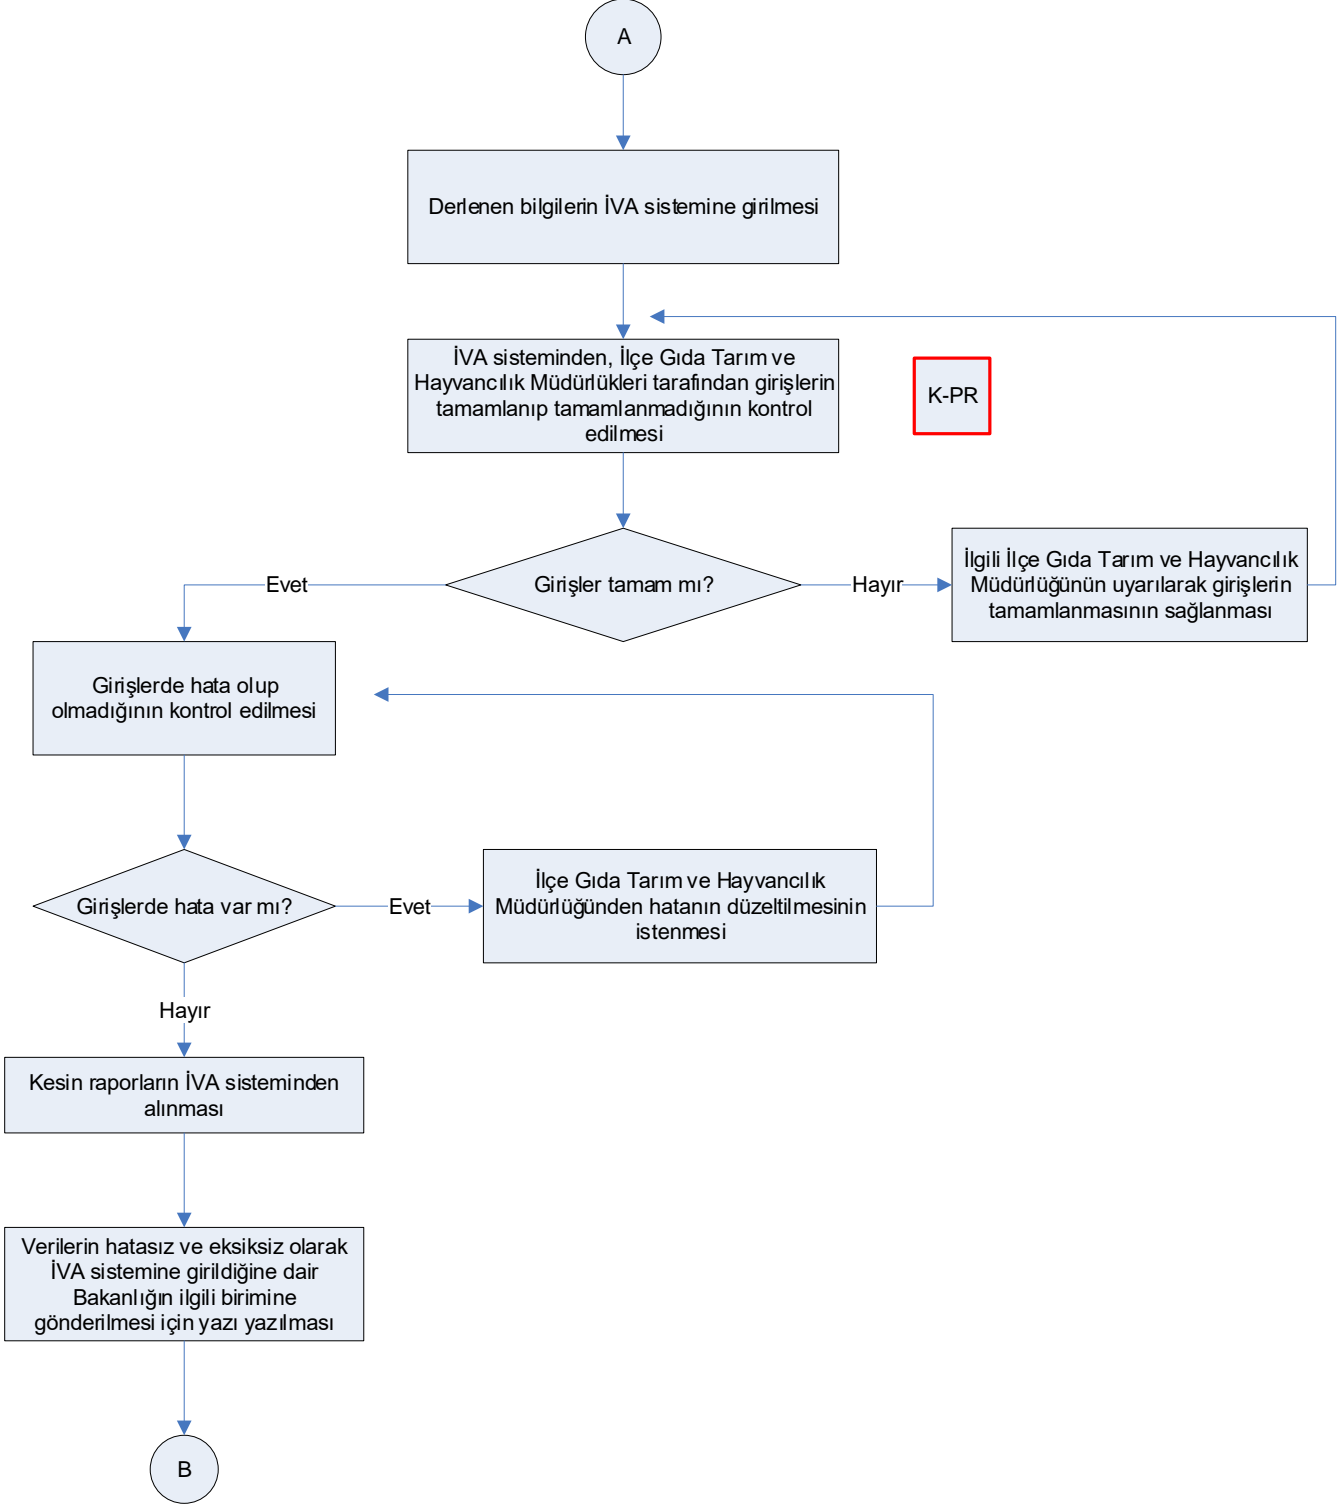 A
Derlenen bilgilerin İVA sistemine girilmesi
İVA sisteminden, İlçe Gıda Tarım ve
Hayvancılık Müdürlükleri tarafından girişlerin
tamamlanıp tamamlanmadığının kontrol
edilmesi
K-PR
Girişler tamam mı?
Evet
Hayır
İlgili İlçe Gıda Tarım ve Hayvancılık
Müdürlüğünün uyarılarak girişlerin
tamamlanmasının sağlanması
Girişlerde hata olup
olmadığının kontrol edilmesi
Girişlerde hata var mı?
Evet
İlçe Gıda Tarım ve Hayvancılık
Müdürlüğünden hatanın düzeltilmesinin
istenmesi
Hayır
Kesin raporların İVA sisteminden
alınması
Verilerin hatasız ve eksiksiz olarak
İVA sistemine girildiğine dair
Bakanlığın ilgili birimine
gönderilmesi için yazı yazılması
B